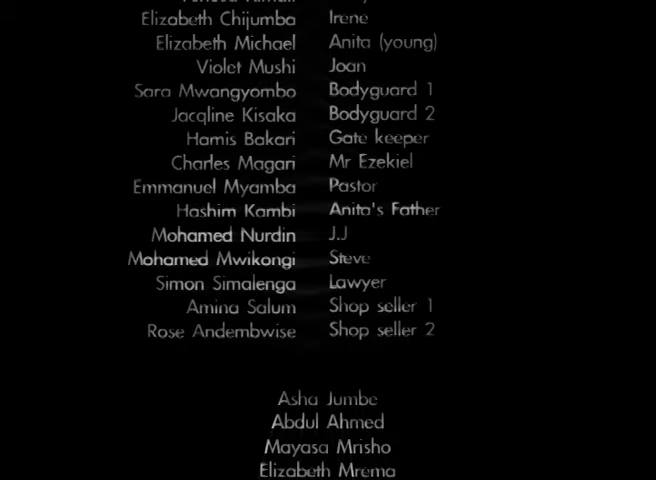 Elizabeth Chijumba Irene
Elizabeth Michael Anita (young)
Violet Mushi Joan
Sara Mwangyombo Bodyguard 1
Jacqline Kisaka Bodyguard 2
Hamis Bakari Gate keeper
Charles Magari Mr Ezekiel
Emmanuel Myamba Pastor
Hashim Kambi Anita's Father
Mohamed Nurdin J.J
Mohamed Mwikongi Steve
Simon Simalenga Lawyer
Amina Salum Shop seller 1
Rose Andembwise Shop seller 2
Asha Jumbe
Abdul Ahmed
Mayasa Mrisho
Elizabeth Mrema